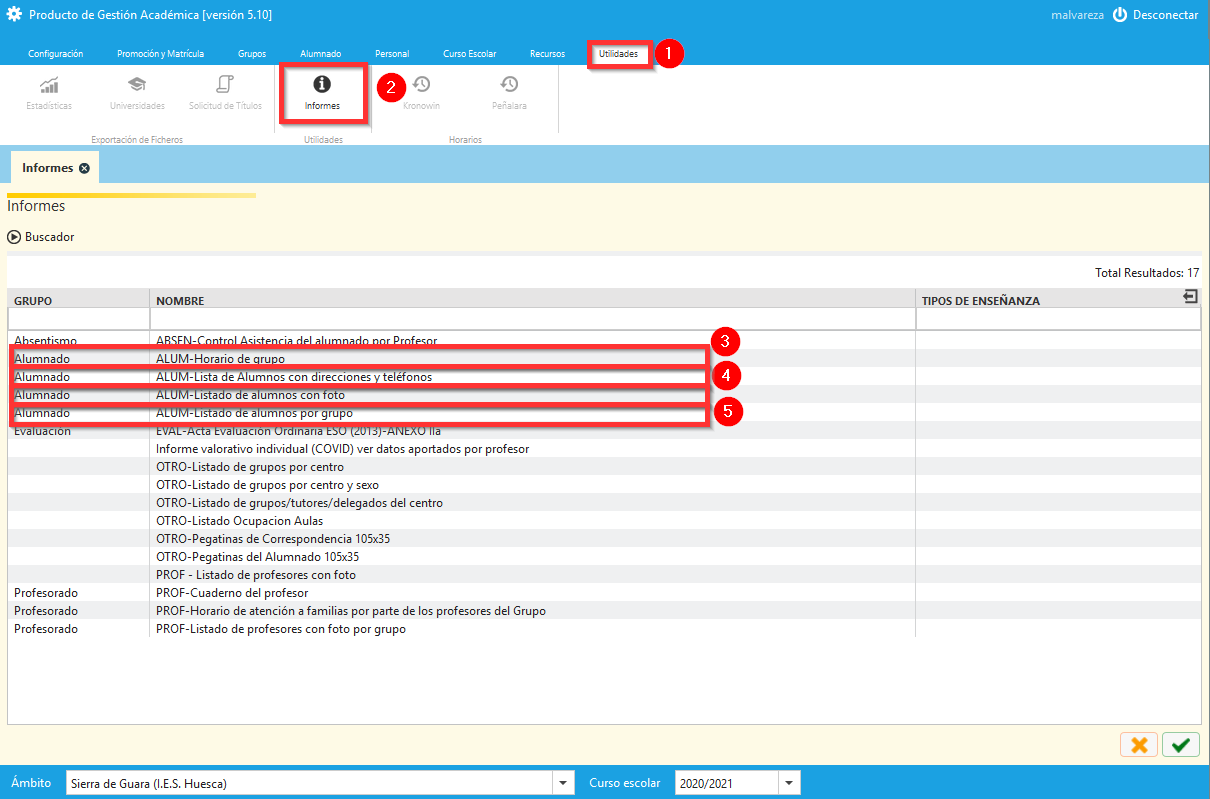 Producto de Gestión Académica [versión 5.10] malvareza Desconectar
Configuración Promoción y Matrícula Grupos Alumnado Personal Curso Escolar Recursos Utilidades 1
2
Estadísticas Universidades Solicitud de Títulos Informes Kronowin Peñalara
Exportación de Ficheros Utilidades Horarios
Informes
Informes
Buscador
Total Resultados: 17
GRUPO NOMBRE TIPOS DE ENSEÑANZA
Absentismo ABSEN-Control Asistencia del alumnado por Profesor 3
Alumnado ALUM-Horario de grupo
Alumnado ALUM-Lista de Alumnos con direcciones y teléfonos 4
Alumnado ALUM-Listado de alumnos con foto
Alumnado ALUM-Listado de alumnos por grupo 5
Evaluación EVAL-Acta Evaluación Ordinaria ESO (2013)-ANEXO IIa
Informe valorativo individual (COVID) ver datos aportados por profesor
OTRO-Listado de grupos por centro
OTRO-Listado de grupos por centro y sexo
OTRO-Listado de grupos/tutores/delegados del centro
OTRO-Listado Ocupacion Aulas
OTRO-Pegatinas de Correspondencia 105x35
OTRO-Pegatinas del Alumnado 105x35
PROF - Listado de profesores con foto
Profesorado PROF-Cuaderno del profesor
Profesorado PROF-Horario de atención a familias por parte de los profesores del Grupo
Profesorado PROF-Listado de profesores con foto por grupo
Ámbito Sierra de Guara (I.E.S. Huesca) Curso escolar 2020/2021